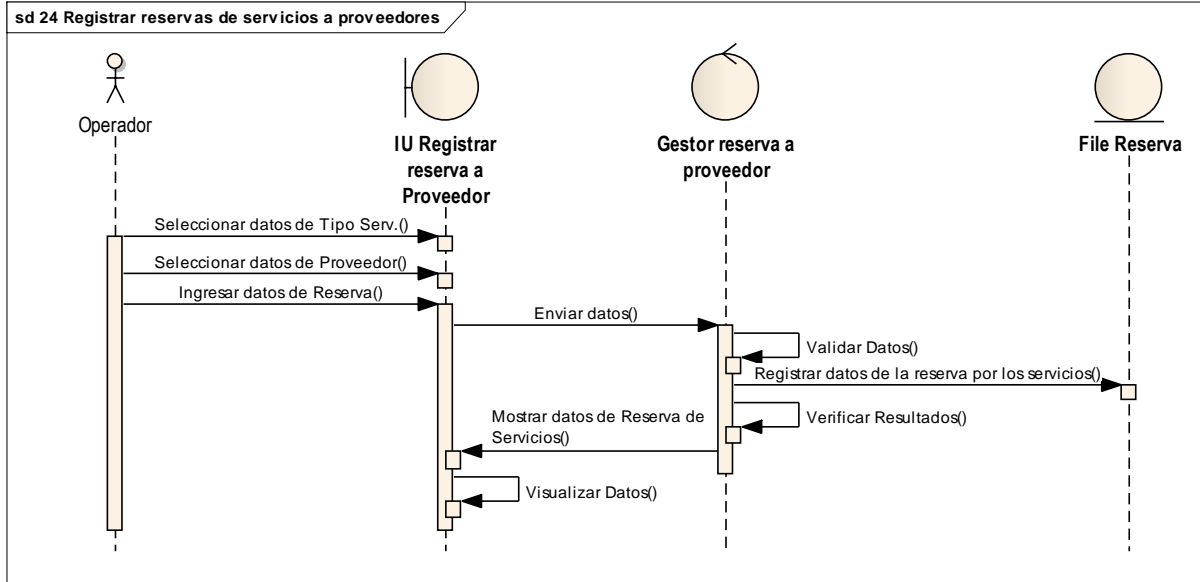 sd 24 Registrar reservas de servicios a proveedores
Operador
IU Registrar
reserva a
Proveedor
Gestor reserva a
proveedor
File Reserva
Seleccionar datos de Tipo Serv.()
Seleccionar datos de Proveedor()
Ingresar datos de Reserva()
Enviar datos()
Validar Datos()
Registrar datos de la reserva por los servicios()
Verificar Resultados()
Mostrar datos de Reserva de
Servicios()
Visualizar Datos()